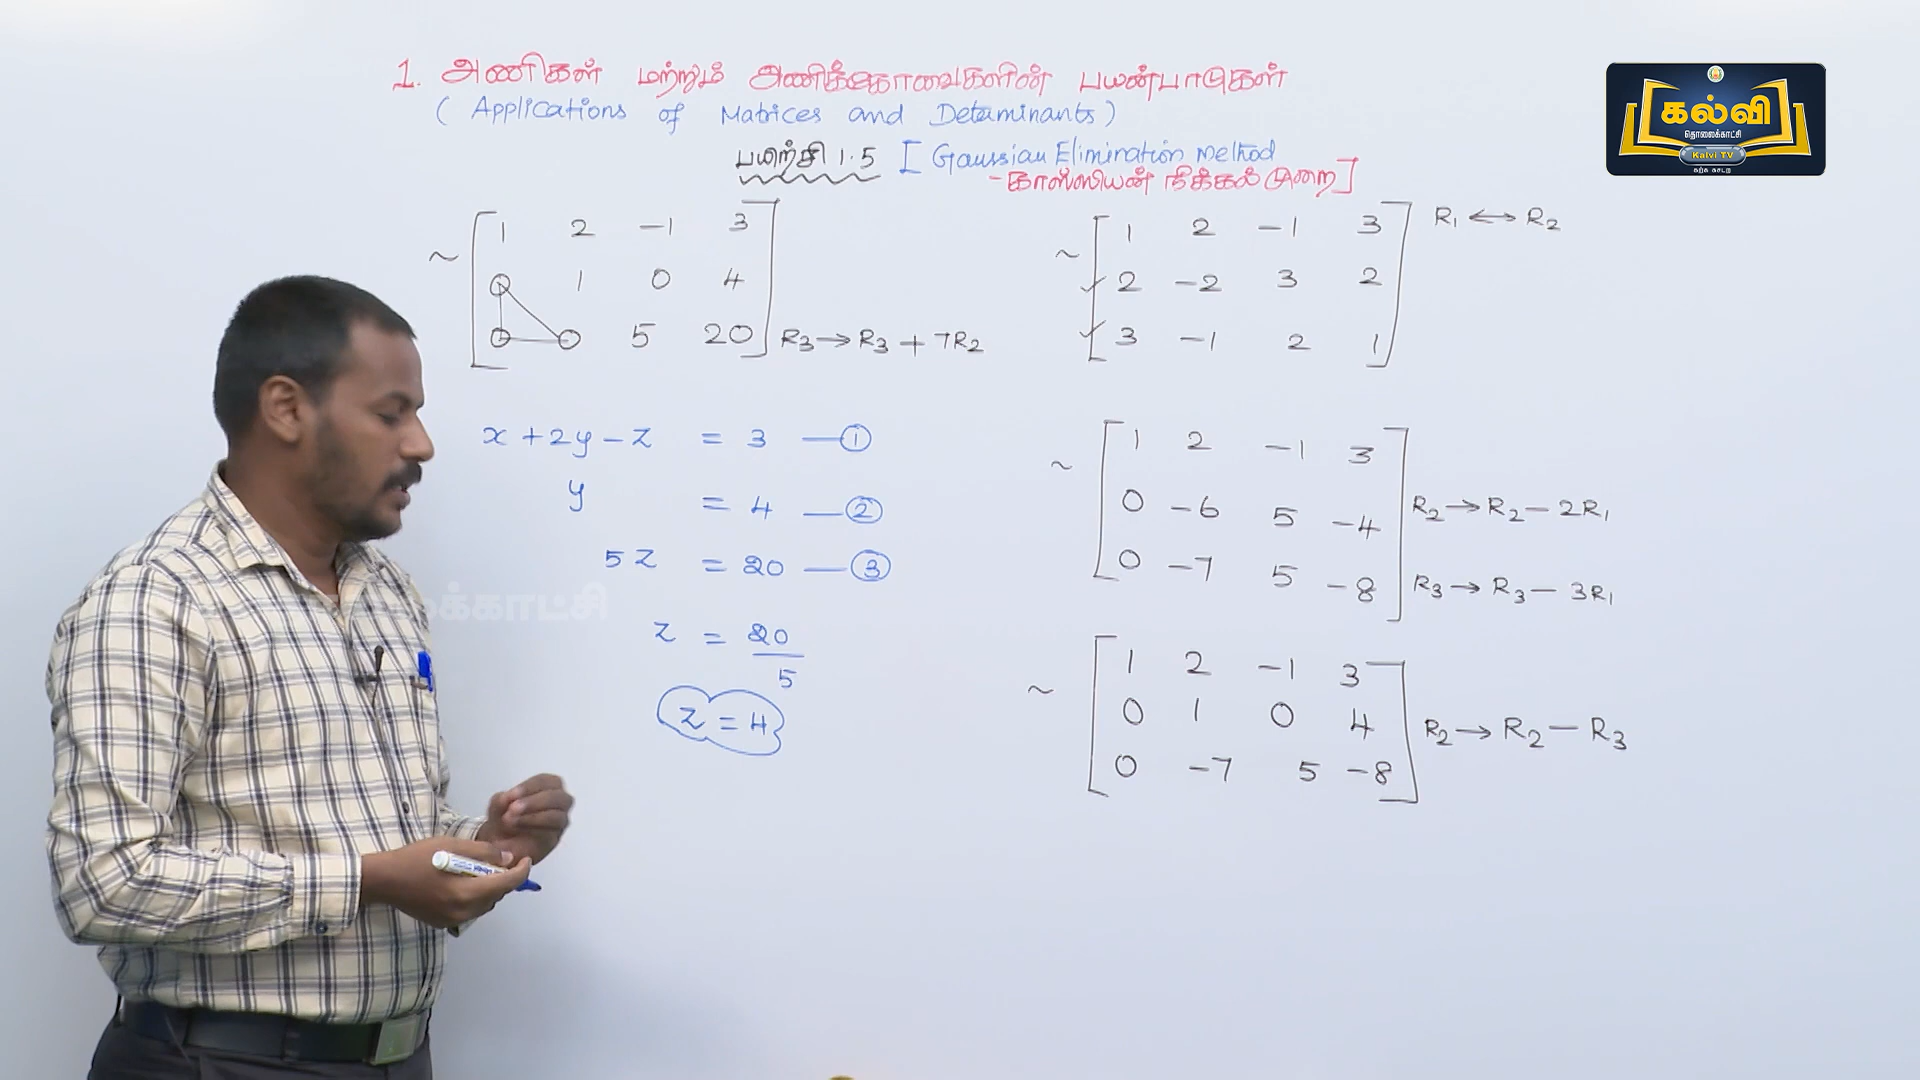 1. அணிகள் மற்றும் அணிக்கோவைகளின் பயன்பாடுகள்
( Applications of Matrices and Determinants )
பயிற்சி 1.5 [ Gaussian Elimination Method
- காஸ்ஸியன் நீக்கல் முறை ]
~ [ 1 2 -1 3
0 1 0 4
0 0 5 20 ] R3 → R3 + 7R2
x + 2y - z = 3 — ①
y = 4 — ②
5z = 20 — ③
z = 20
5
z = 4
~ [ 1 2 -1 3 R1 ↔ R2
✓ 2 -2 3 2
✓ 3 -1 2 1 ]
~ [ 1 2 -1 3
0 -6 5 -4 R2 → R2 - 2R1
0 -7 5 -8 ] R3 → R3 - 3R1
~ [ 1 2 -1 3
0 1 0 4 R2 → R2 - R3
0 -7 5 -8 ]
கல்வி
தொலைக்காட்சி
Kalvi TV
கற்க கசடற